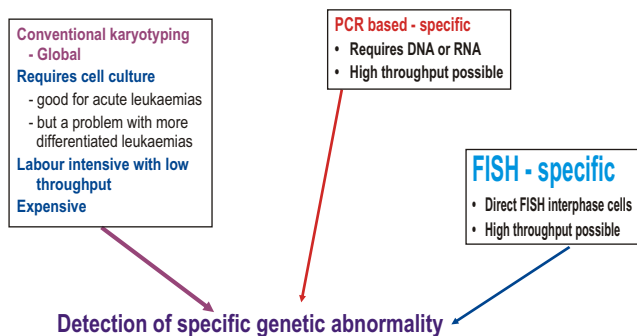 Conventional karyotyping
- Global
Requires cell culture
- good for acute leukaemias
- but a problem with more
differentiated leukaemias
Labour intensive with low
throughput
Expensive
PCR based - specific
• Requires DNA or RNA
• High throughput possible
FISH - specific
• Direct FISH interphase cells
• High throughput possible
Detection of specific genetic abnormality